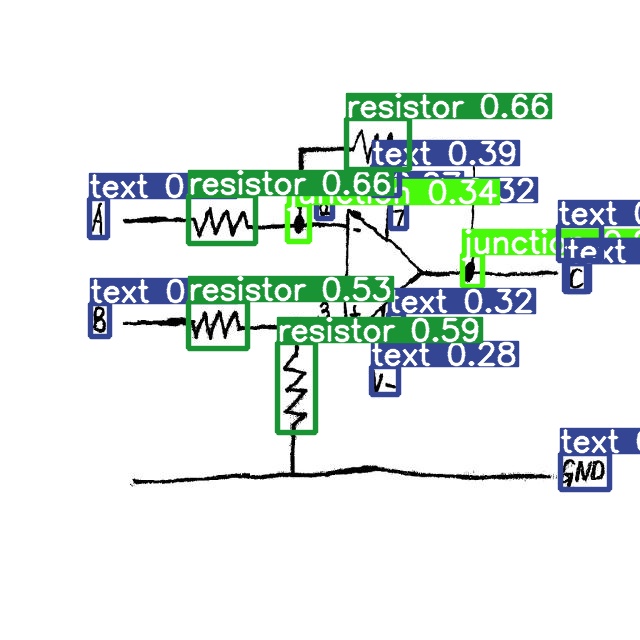 resistor 0.66
text 0.39
text 0
resistor 0.66
junction 0.34
32
text 0
A
2
7
junction
text
C
text 0
resistor 0.53
text 0.32
B
3
resistor 0.59
text 0.28
V-
text 0
GND